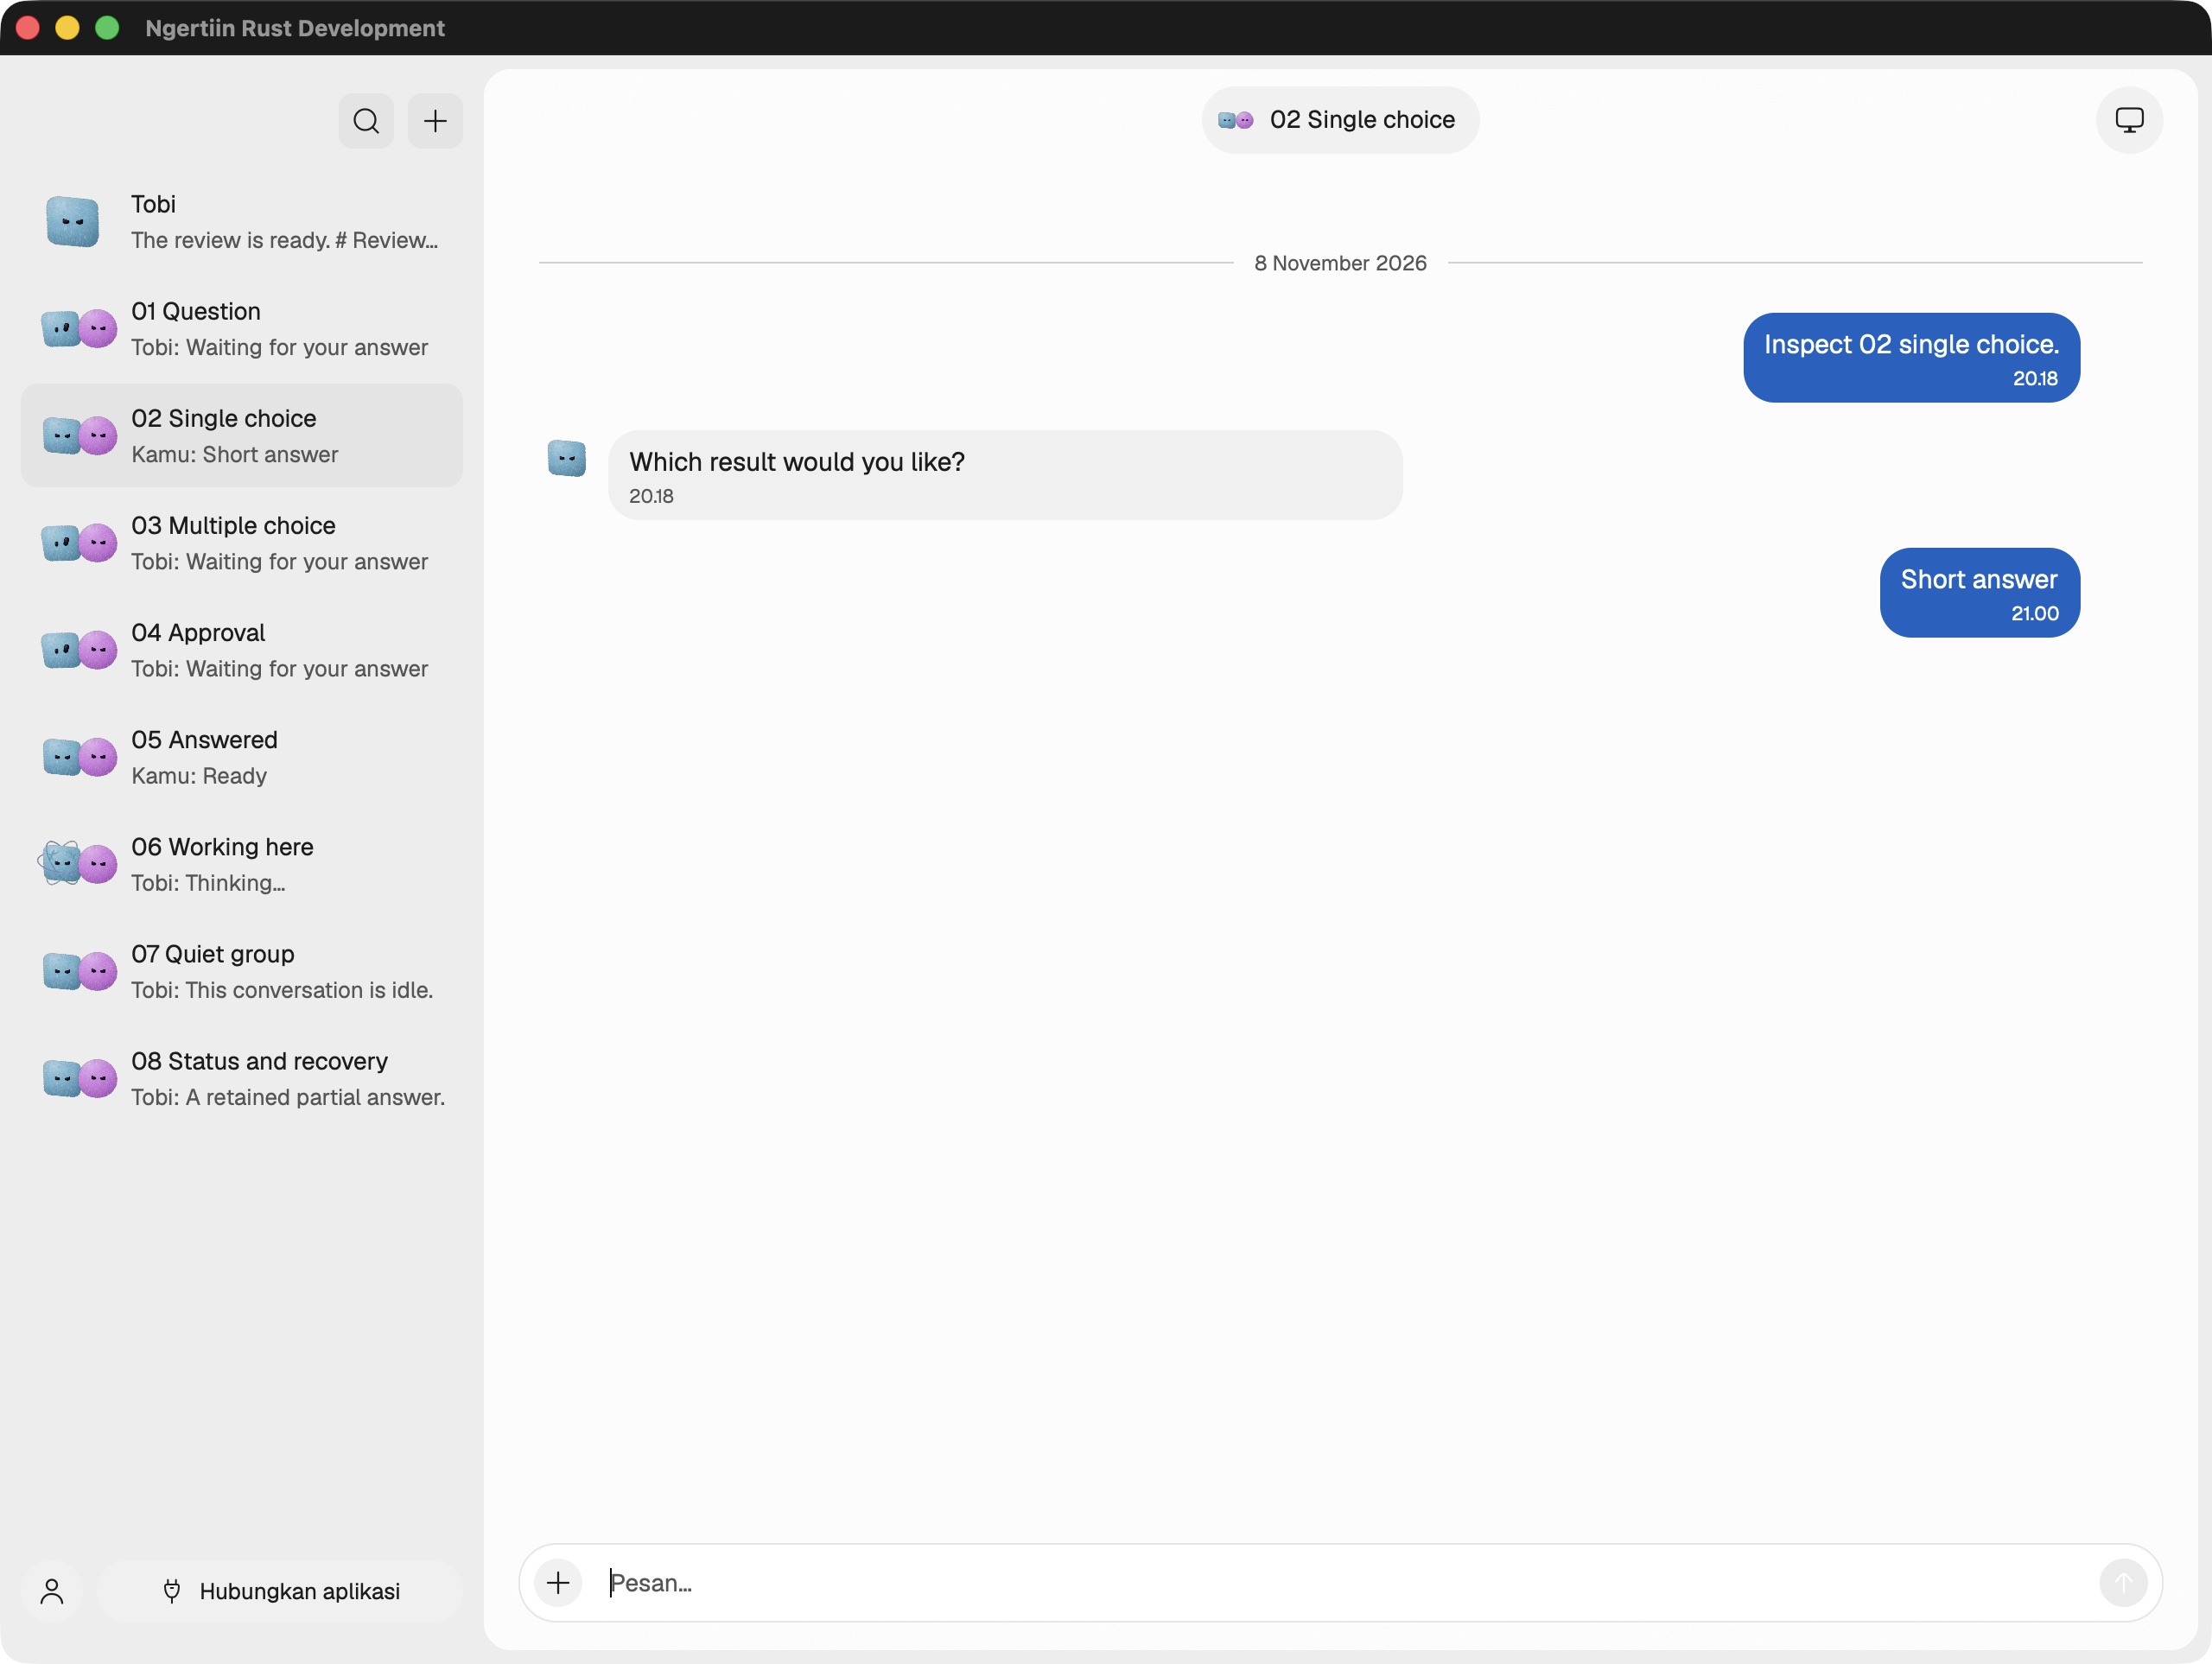 Ngertiin Rust Development
Tobi
The review is ready. # Review...
01 Question
Tobi: Waiting for your answer
02 Single choice
Kamu: Short answer
03 Multiple choice
Tobi: Waiting for your answer
04 Approval
Tobi: Waiting for your answer
05 Answered
Kamu: Ready
06 Working here
Tobi: Thinking...
07 Quiet group
Tobi: This conversation is idle.
08 Status and recovery
Tobi: A retained partial answer.
Hubungkan aplikasi
02 Single choice
8 November 2026
Inspect 02 single choice.
20.18
Which result would you like?
20.18
Short answer
21.00
Pesan...